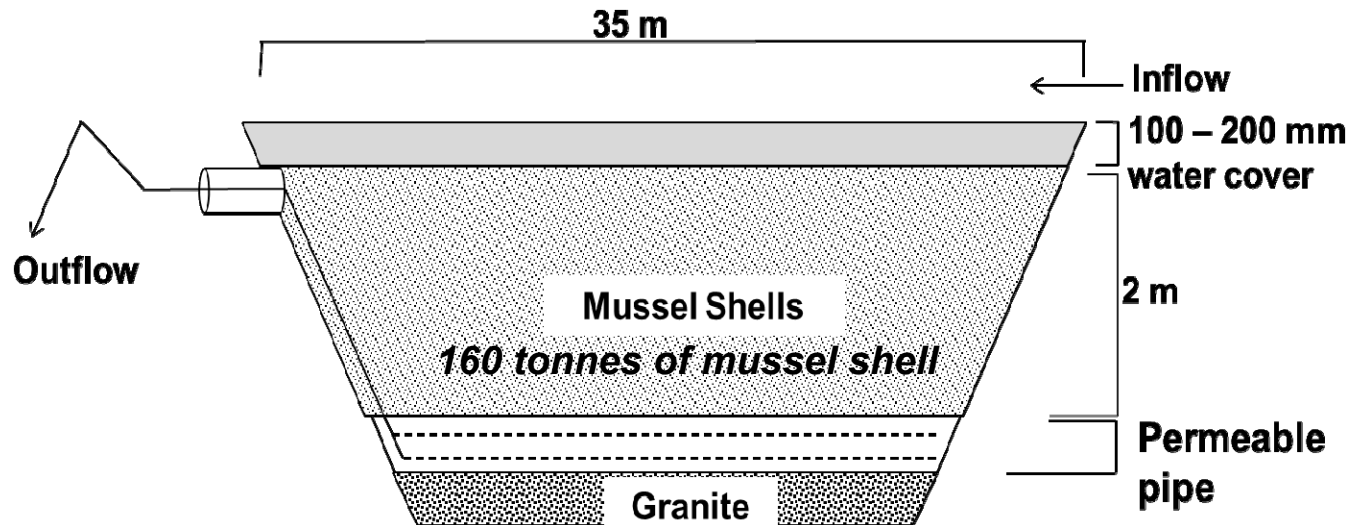 35 m
Inflow
100 – 200 mm
water cover
Outflow
2 m
Mussel Shells
160 tonnes of mussel shell
Permeable
pipe
Granite